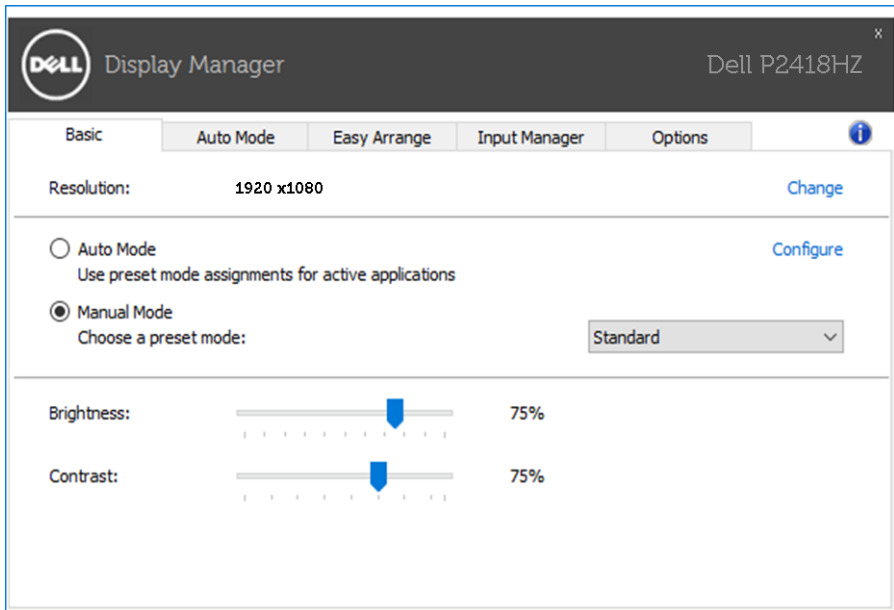 DELL Display Manager Dell P2418HZ x
Basic Auto Mode Easy Arrange Input Manager Options i
Resolution: 1920 x1080 Change
Auto Mode Configure
Use preset mode assignments for active applications
Manual Mode
Choose a preset mode: Standard
Brightness: 75%
Contrast: 75%